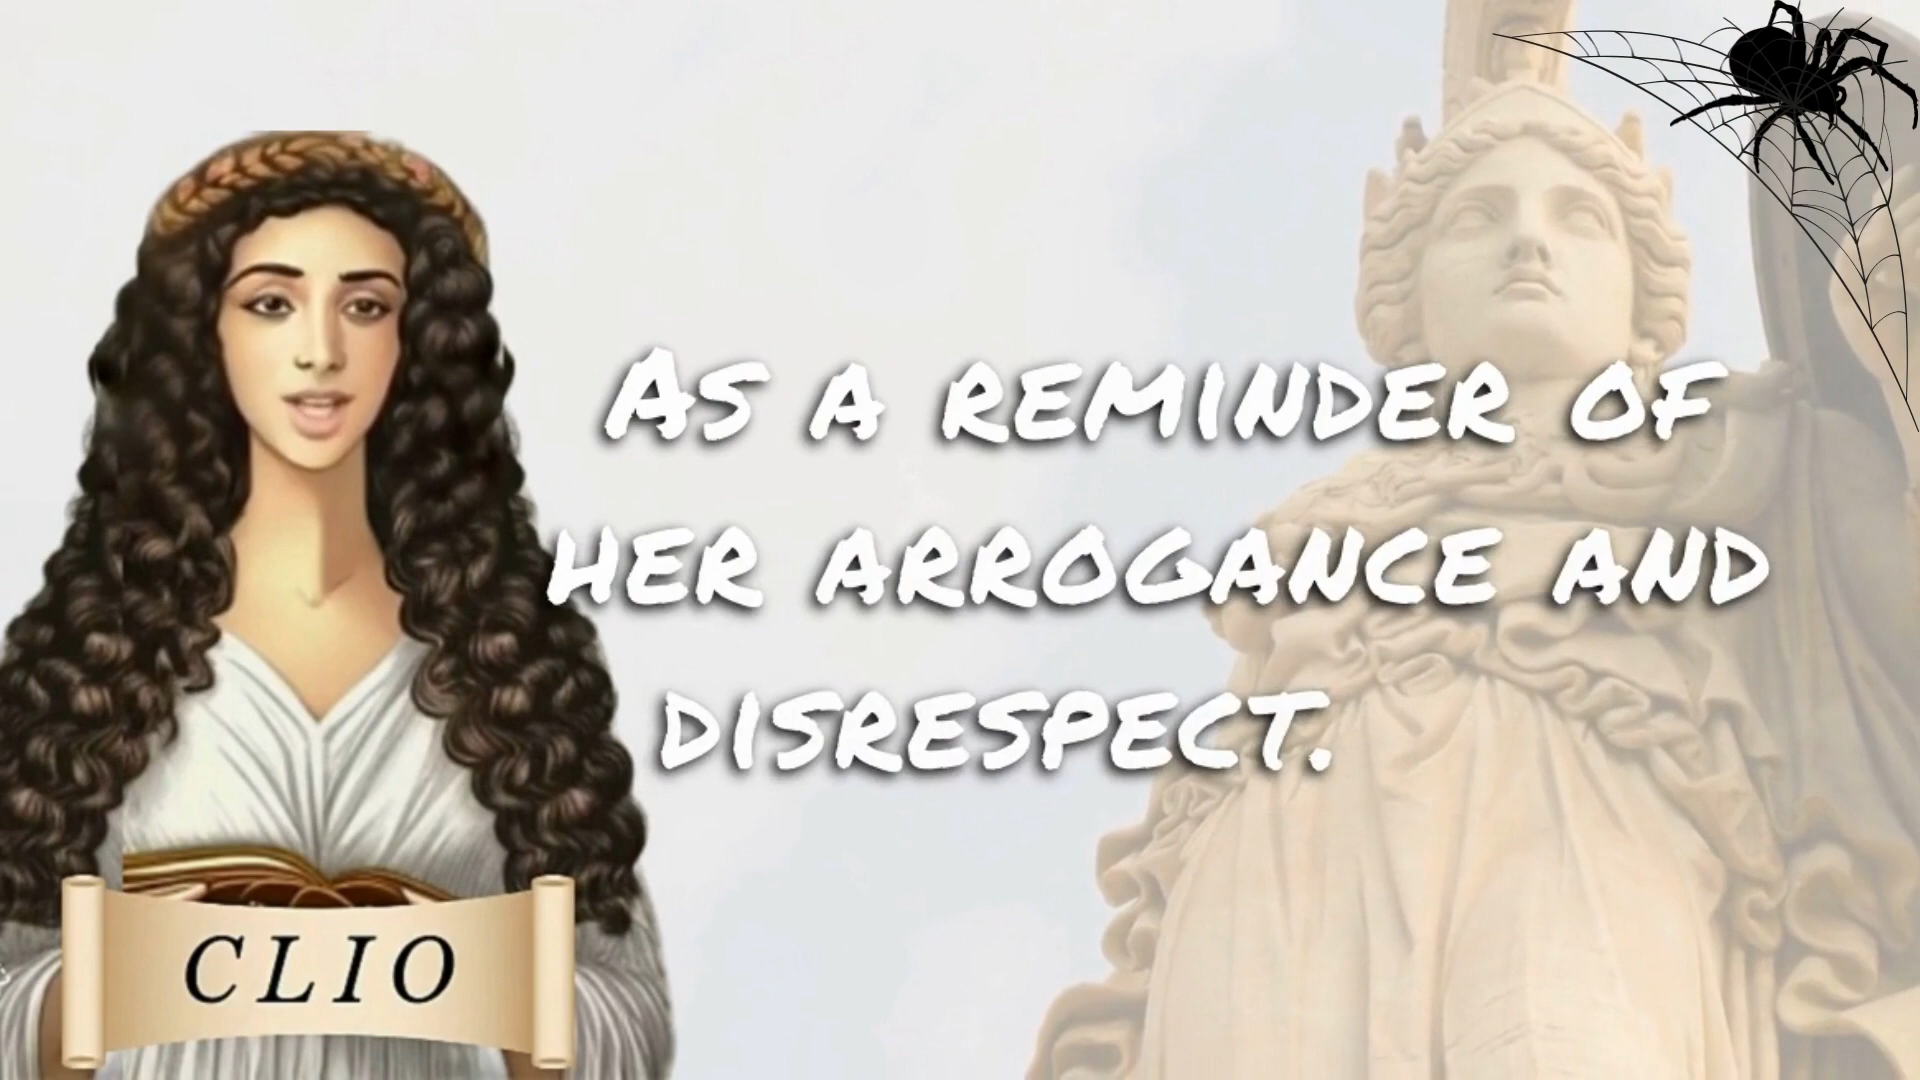 As a reminder of
her arrogance and
disrespect.
CLIO